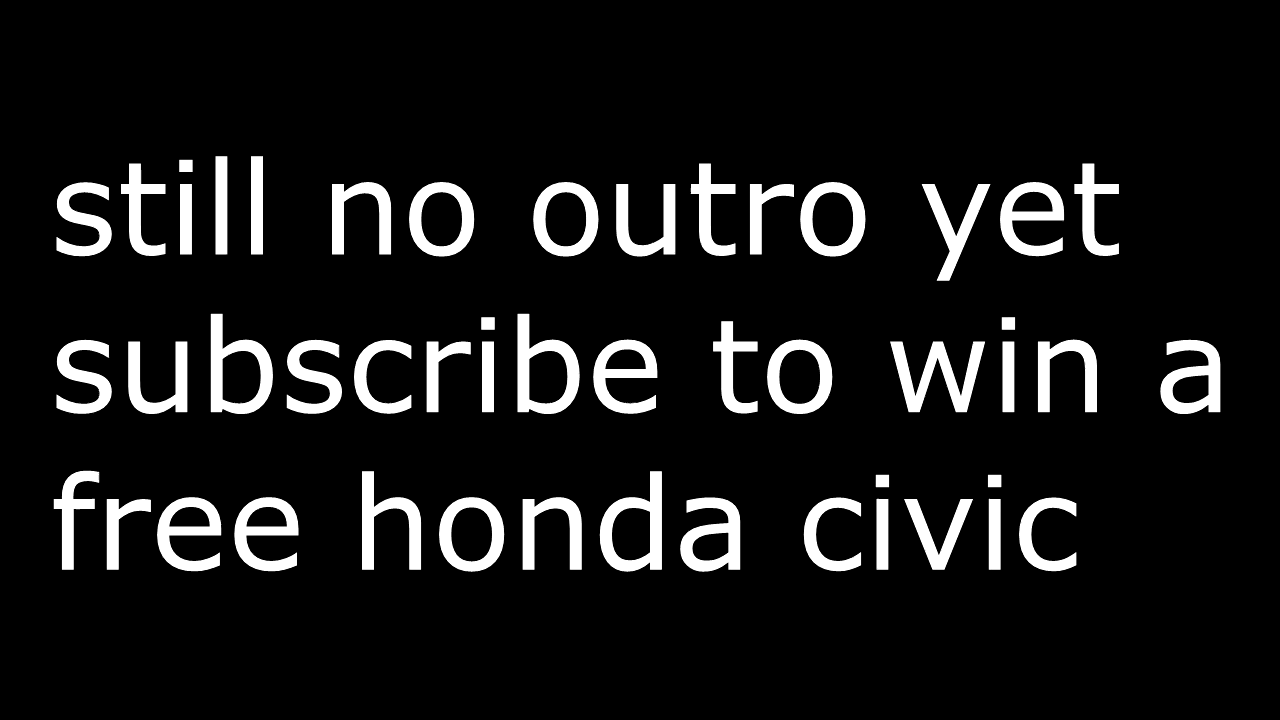 still no outro yet
subscribe to win a
free honda civic